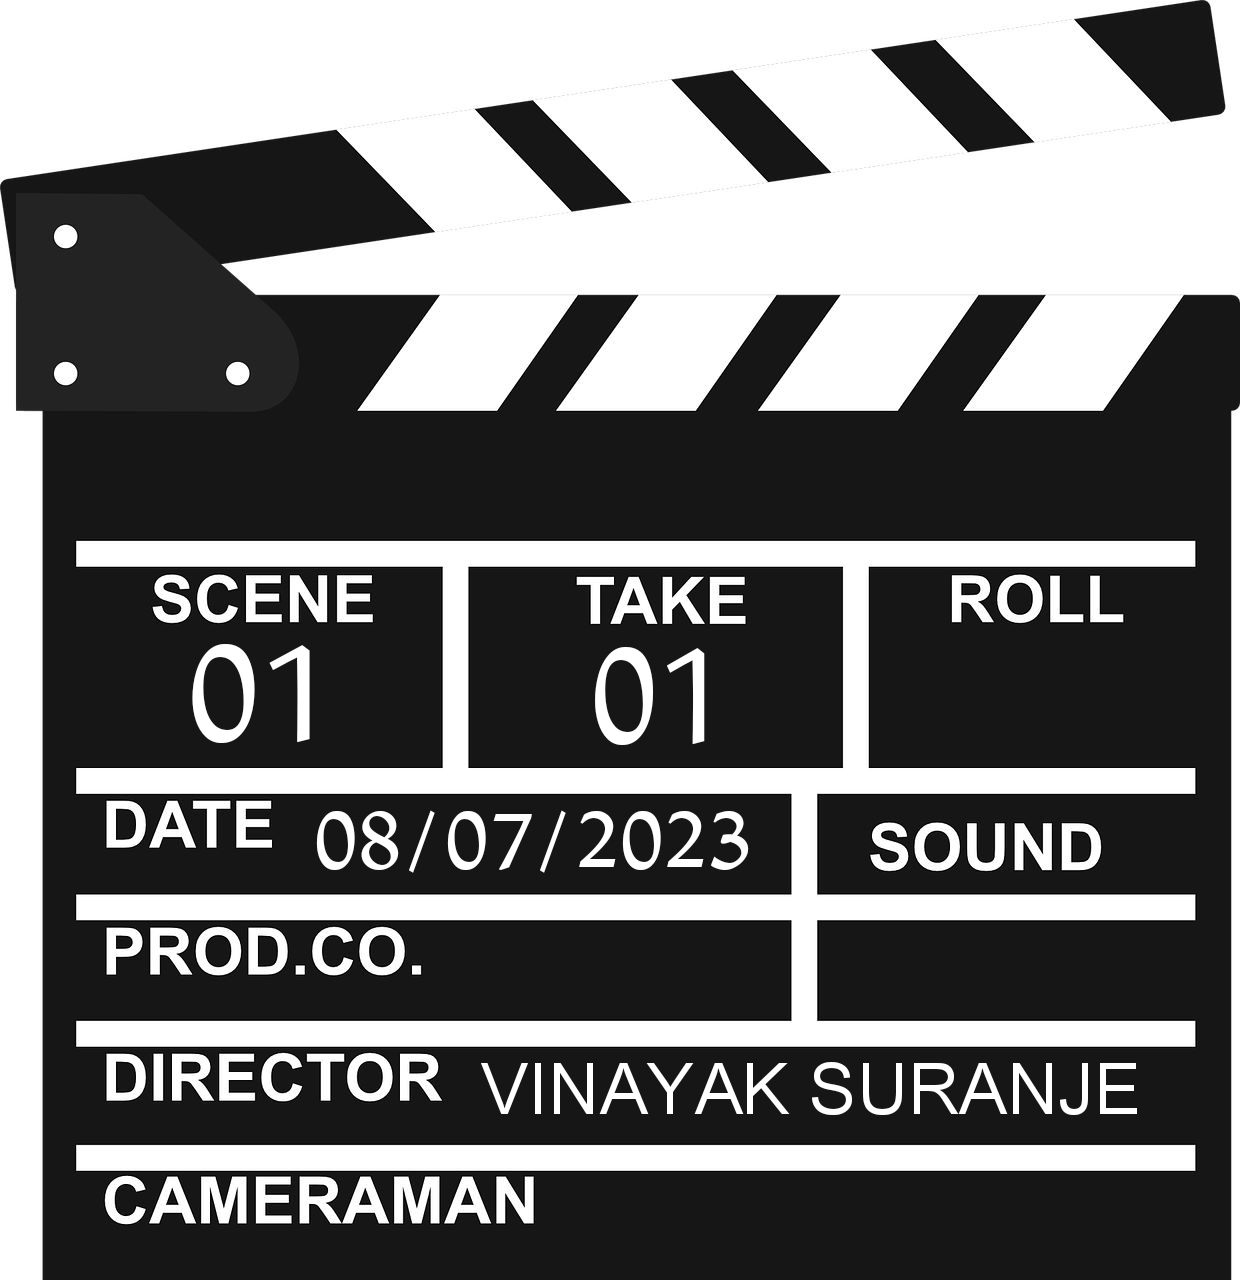 SCENE TAKE ROLL
01 01
DATE 08/07/2023 SOUND
PROD.CO.
DIRECTOR VINAYAK SURANJE
CAMERAMAN